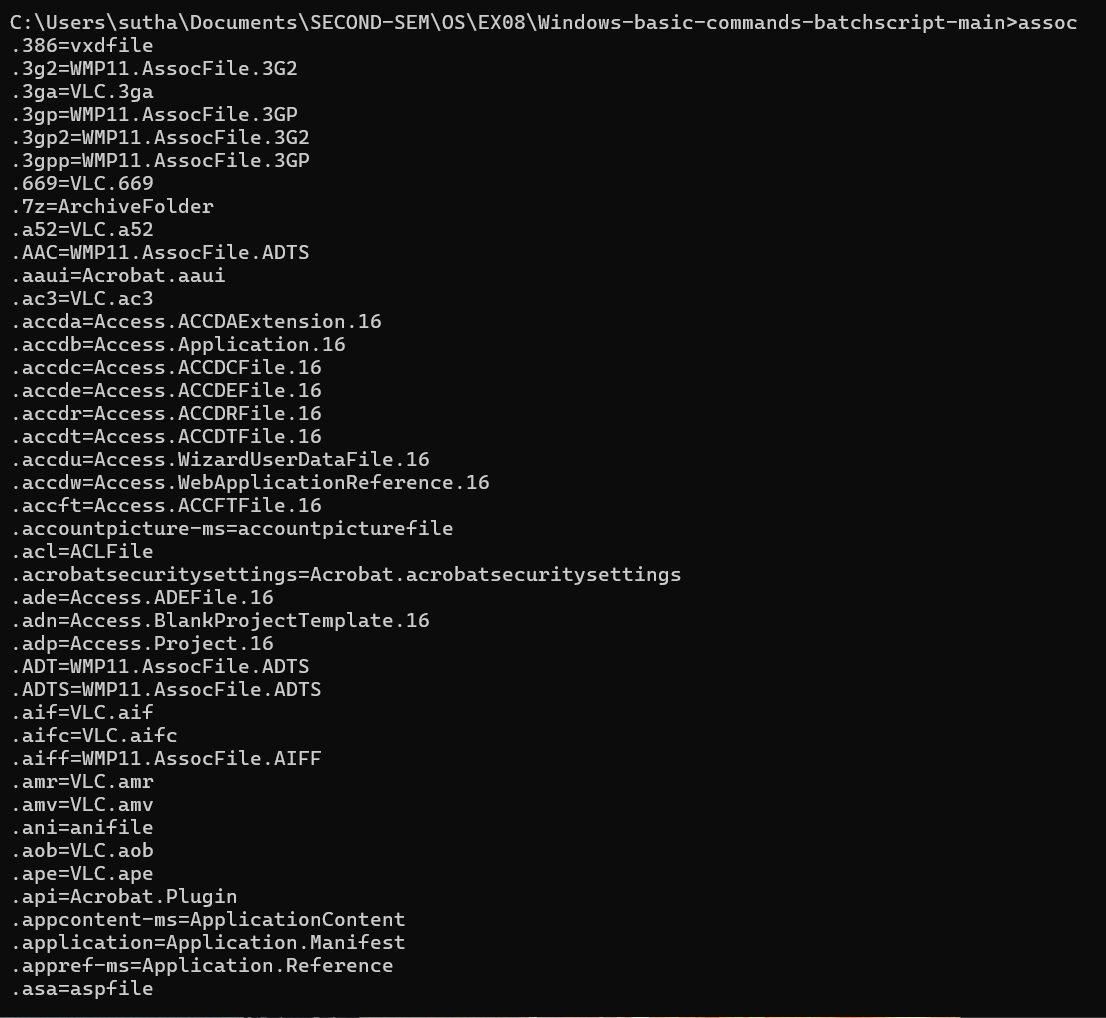 C:\Users\sutha\Documents\SECOND-SEM\OS\EX08\Windows-basic-commands-batchscript-main>assoc
.386=vxdfile
.3g2=WMP11.AssocFile.3G2
.3ga=VLC.3ga
.3gp=WMP11.AssocFile.3GP
.3gp2=WMP11.AssocFile.3G2
.3gpp=WMP11.AssocFile.3GP
.669=VLC.669
.7z=ArchiveFolder
.a52=VLC.a52
.AAC=WMP11.AssocFile.ADTS
.aaui=Acrobat.aaui
.ac3=VLC.ac3
.accda=Access.ACCDAExtension.16
.accdb=Access.Application.16
.accdc=Access.ACCDCFile.16
.accde=Access.ACCDEFile.16
.accdr=Access.ACCDRFile.16
.accdt=Access.ACCDTFile.16
.accdu=Access.WizardUserDataFile.16
.accdw=Access.WebApplicationReference.16
.accft=Access.ACCFTFile.16
.accountpicture-ms=accountpicturefile
.acl=ACLFile
.acrobatsecuritysettings=Acrobat.acrobatsecuritysettings
.ade=Access.ADEFile.16
.adn=Access.BlankProjectTemplate.16
.adp=Access.Project.16
.ADT=WMP11.AssocFile.ADTS
.ADTS=WMP11.AssocFile.ADTS
.aif=VLC.aif
.aifc=VLC.aifc
.aiff=WMP11.AssocFile.AIFF
.amr=VLC.amr
.amv=VLC.amv
.ani=anifile
.aob=VLC.aob
.ape=VLC.ape
.api=Acrobat.Plugin
.appcontent-ms=ApplicationContent
.application=Application.Manifest
.appref-ms=Application.Reference
.asa=aspfile